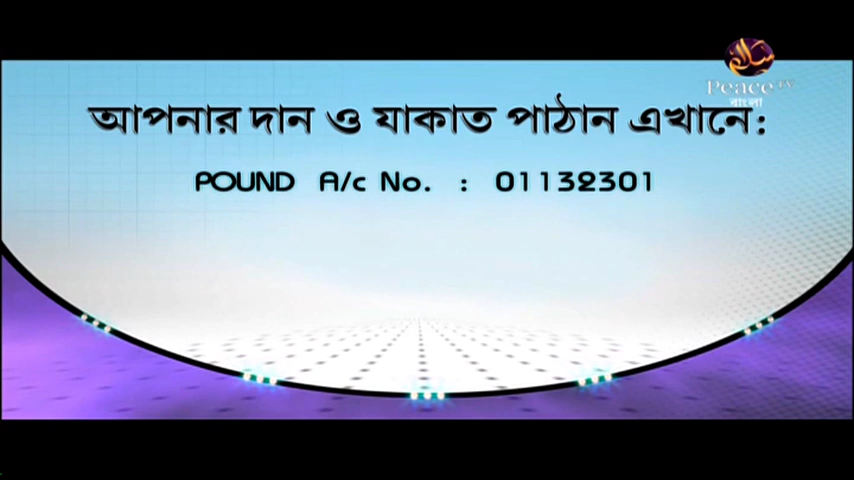 Peace TV
বাংলা
আপনার দান ও যাকাত পাঠান এখানে:
POUND A/c No. : 01132301